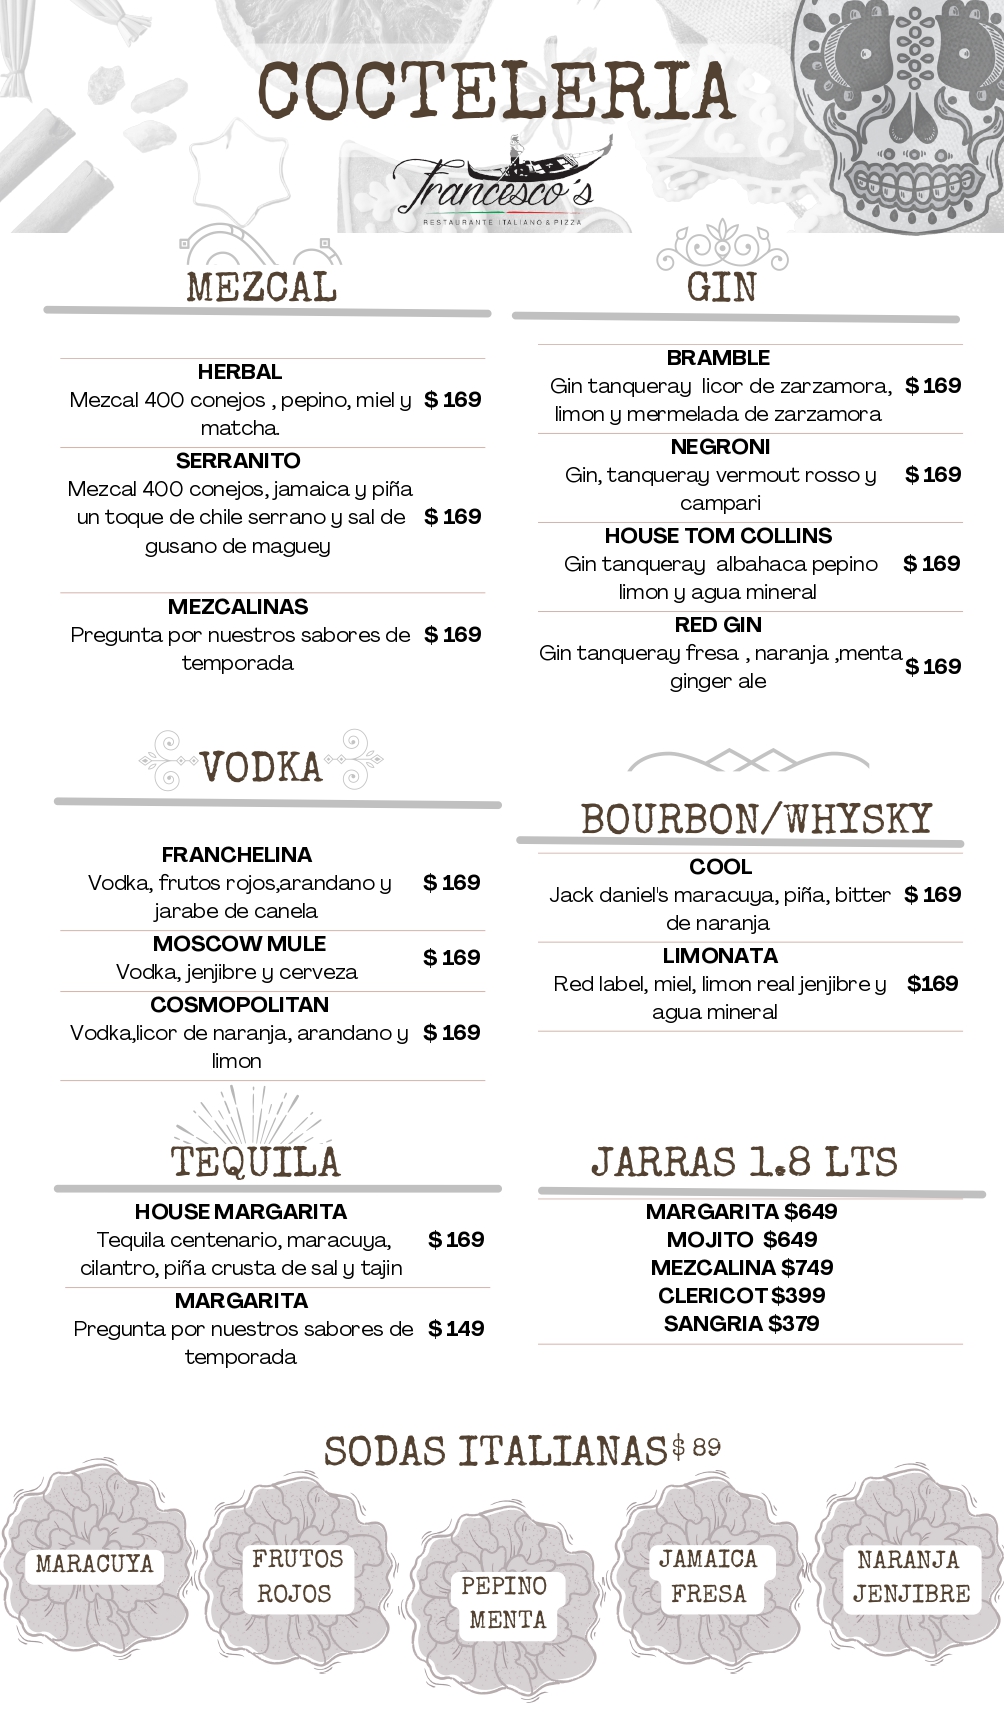 COCTELERIA
Francesco's
RESTAURANTE ITALIANO & PIZZA
MEZCAL
HERBAL
Mezcal 400 conejos , pepino, miel y $ 169
matcha.
SERRANITO
Mezcal 400 conejos, jamaica y piña
un toque de chile serrano y sal de $ 169
gusano de maguey
MEZCALINAS
Pregunta por nuestros sabores de $ 169
temporada
GIN
BRAMBLE
Gin tanqueray licor de zarzamora, $ 169
limon y mermelada de zarzamora
NEGRONI
Gin, tanqueray vermout rosso y $ 169
campari
HOUSE TOM COLLINS
Gin tanqueray albahaca pepino $ 169
limon y agua mineral
RED GIN
Gin tanqueray fresa , naranja ,menta $ 169
ginger ale
VODKA
FRANCHELINA
Vodka, frutos rojos,arandano y $ 169
jarabe de canela
MOSCOW MULE
Vodka, jenjibre y cerveza $ 169
COSMOPOLITAN
Vodka,licor de naranja, arandano y $ 169
limon
BOURBON/WHYSKY
COOL
Jack daniel's maracuya, piña, bitter $ 169
de naranja
LIMONATA
Red label, miel, limon real jenjibre y $169
agua mineral
TEQUILA
HOUSE MARGARITA
Tequila centenario, maracuya, $ 169
cilantro, piña crusta de sal y tajin
MARGARITA
Pregunta por nuestros sabores de $ 149
temporada
JARRAS 1.8 LTS
MARGARITA $649
MOJITO $649
MEZCALINA $749
CLERICOT $399
SANGRIA $379
SODAS ITALIANAS $ 89
MARACUYA
FRUTOS
ROJOS
PEPINO
MENTA
JAMAICA
FRESA
NARANJA
JENJIBRE